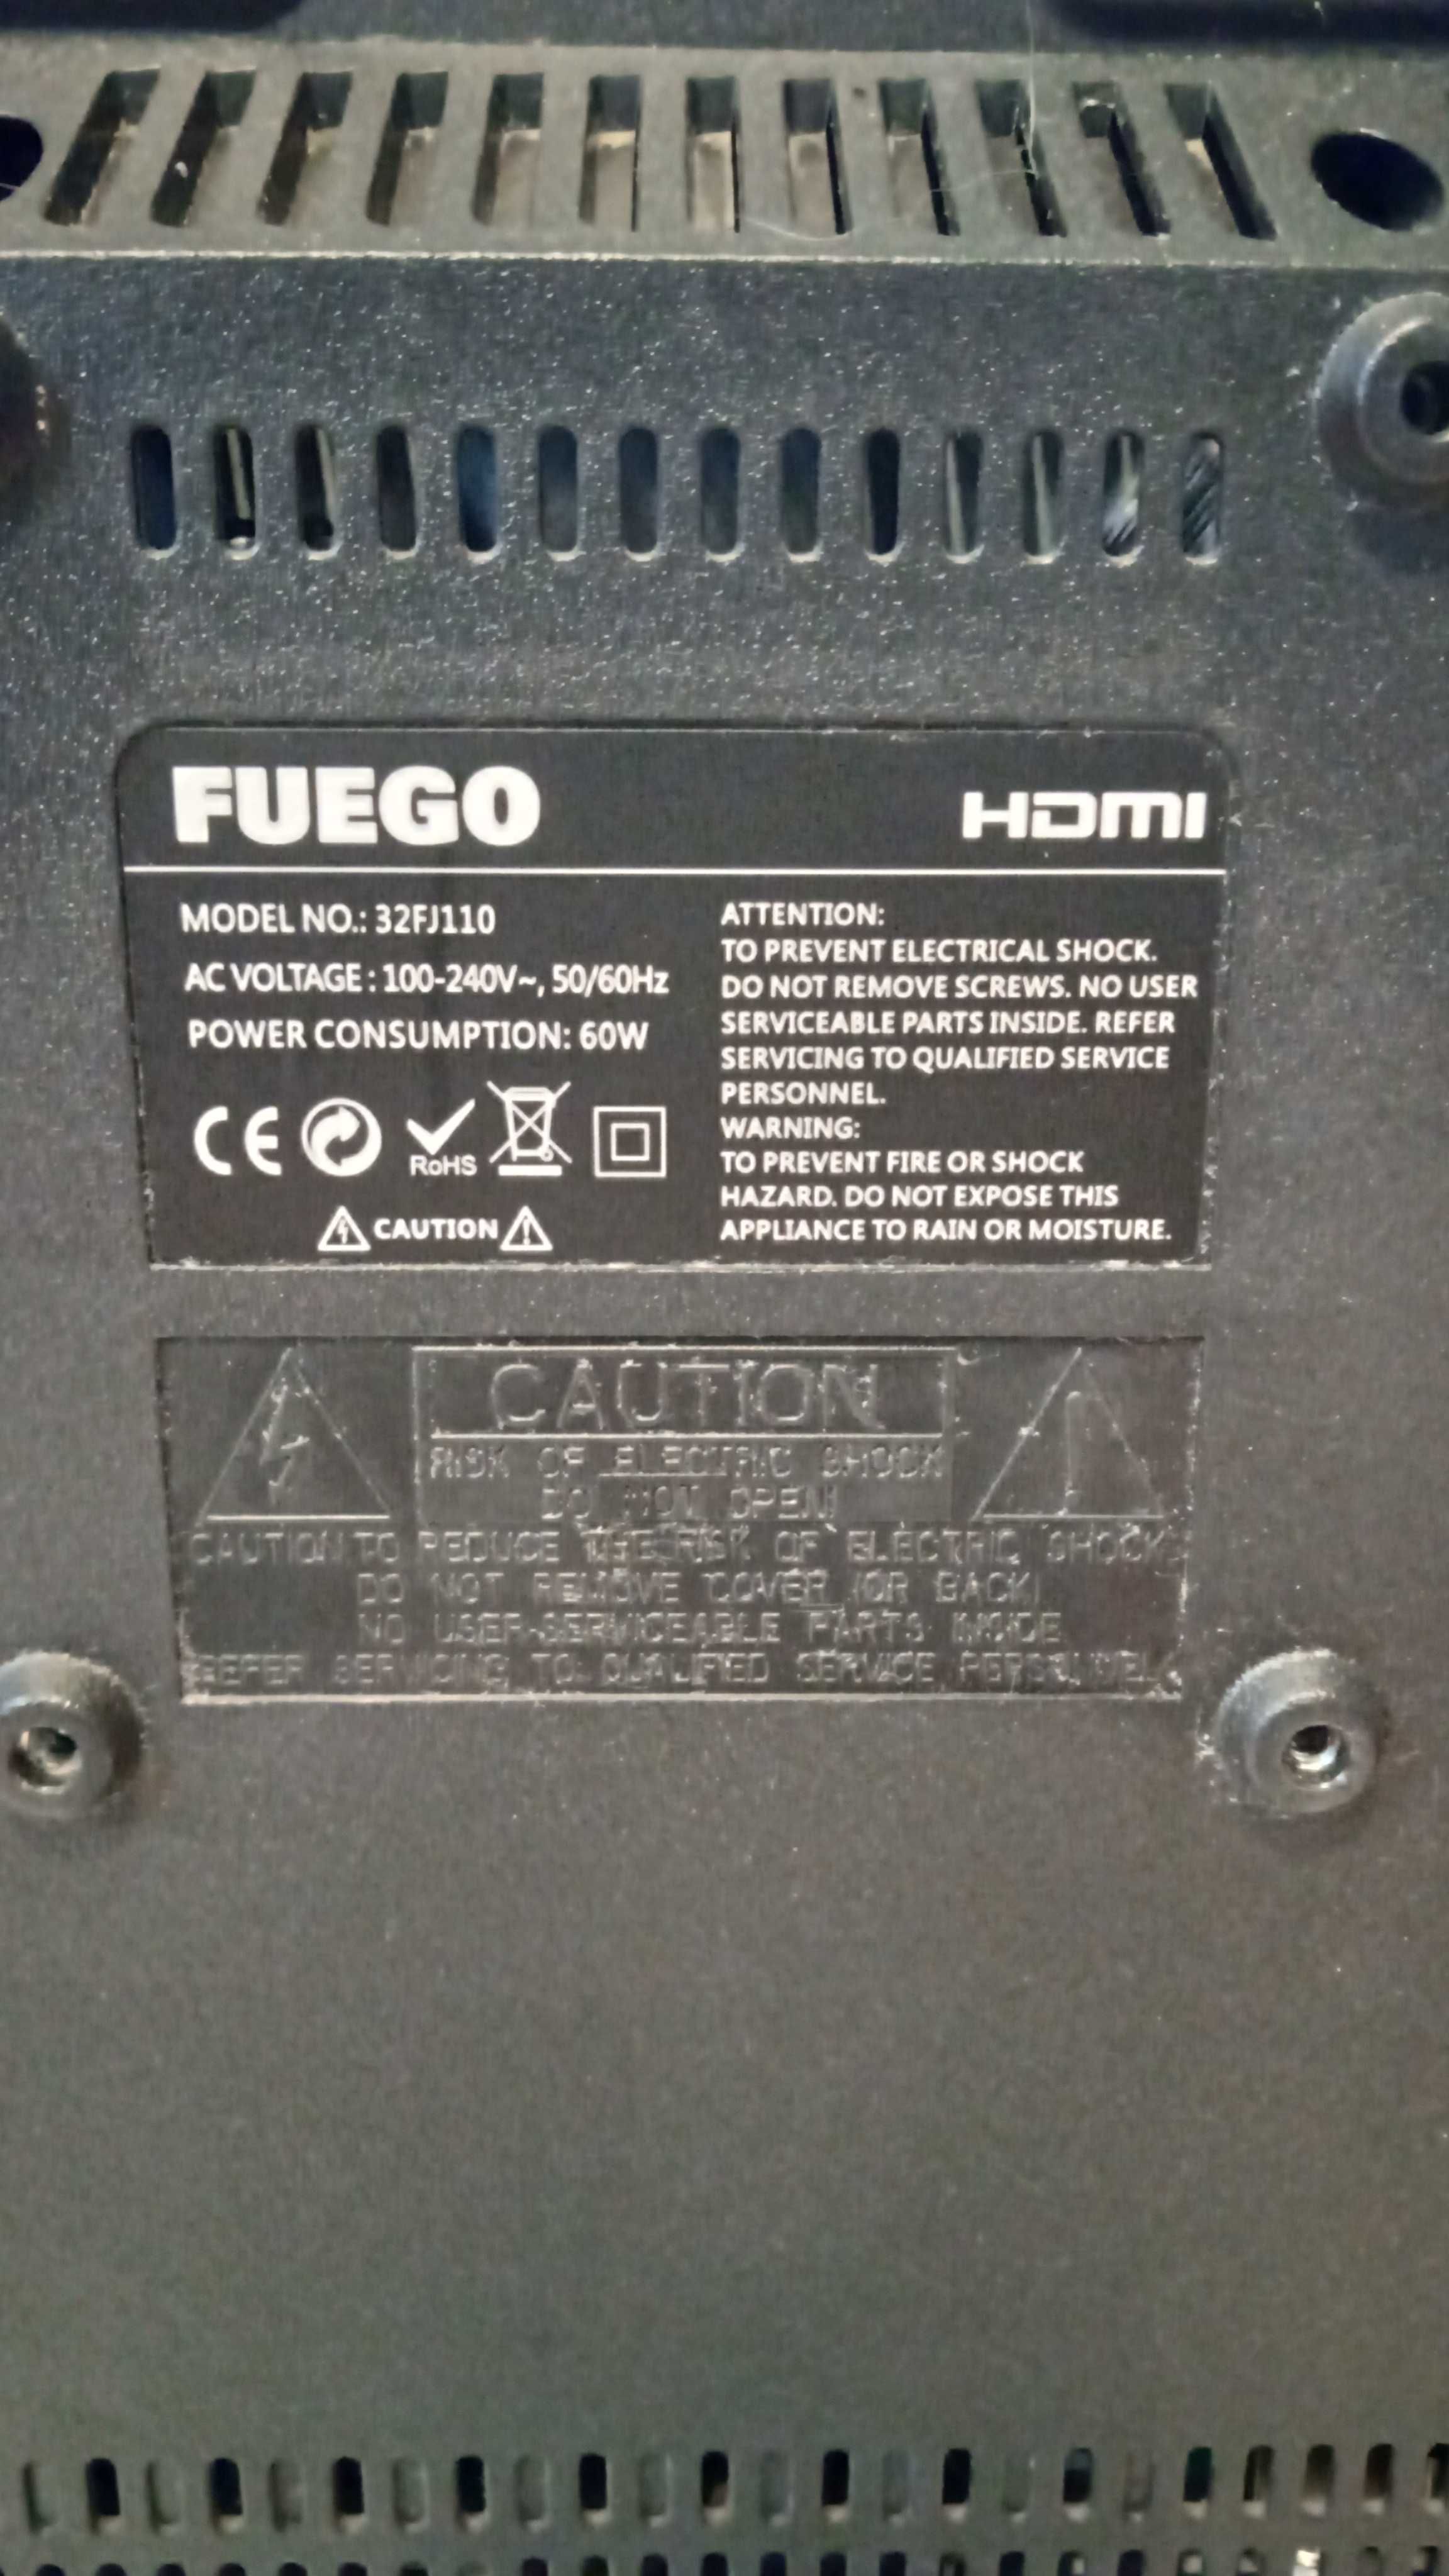 FUEGO
HDMI
MODEL NO.: 32FJ110
AC VOLTAGE : 100-240V~, 50/60Hz
POWER CONSUMPTION: 60W
CE
RoHS
CAUTION
ATTENTION:
TO PREVENT ELECTRICAL SHOCK.
DO NOT REMOVE SCREWS. NO USER
SERVICEABLE PARTS INSIDE. REFER
SERVICING TO QUALIFIED SERVICE
PERSONNEL.
WARNING:
TO PREVENT FIRE OR SHOCK
HAZARD. DO NOT EXPOSE THIS
APPLIANCE TO RAIN OR MOISTURE.
CAUTION
RISK OF ELECTRIC SHOCK
DO NOT OPEN!
CAUTION:TO REDUCE THE RISK OF ELECTRIC SHOCK
DO NOT REMOVE COVER (OR BACK)
NO USER-SERVICEABLE PARTS INSIDE
REFER SERVICING TO QUALIFIED SERVICE PERSONNEL